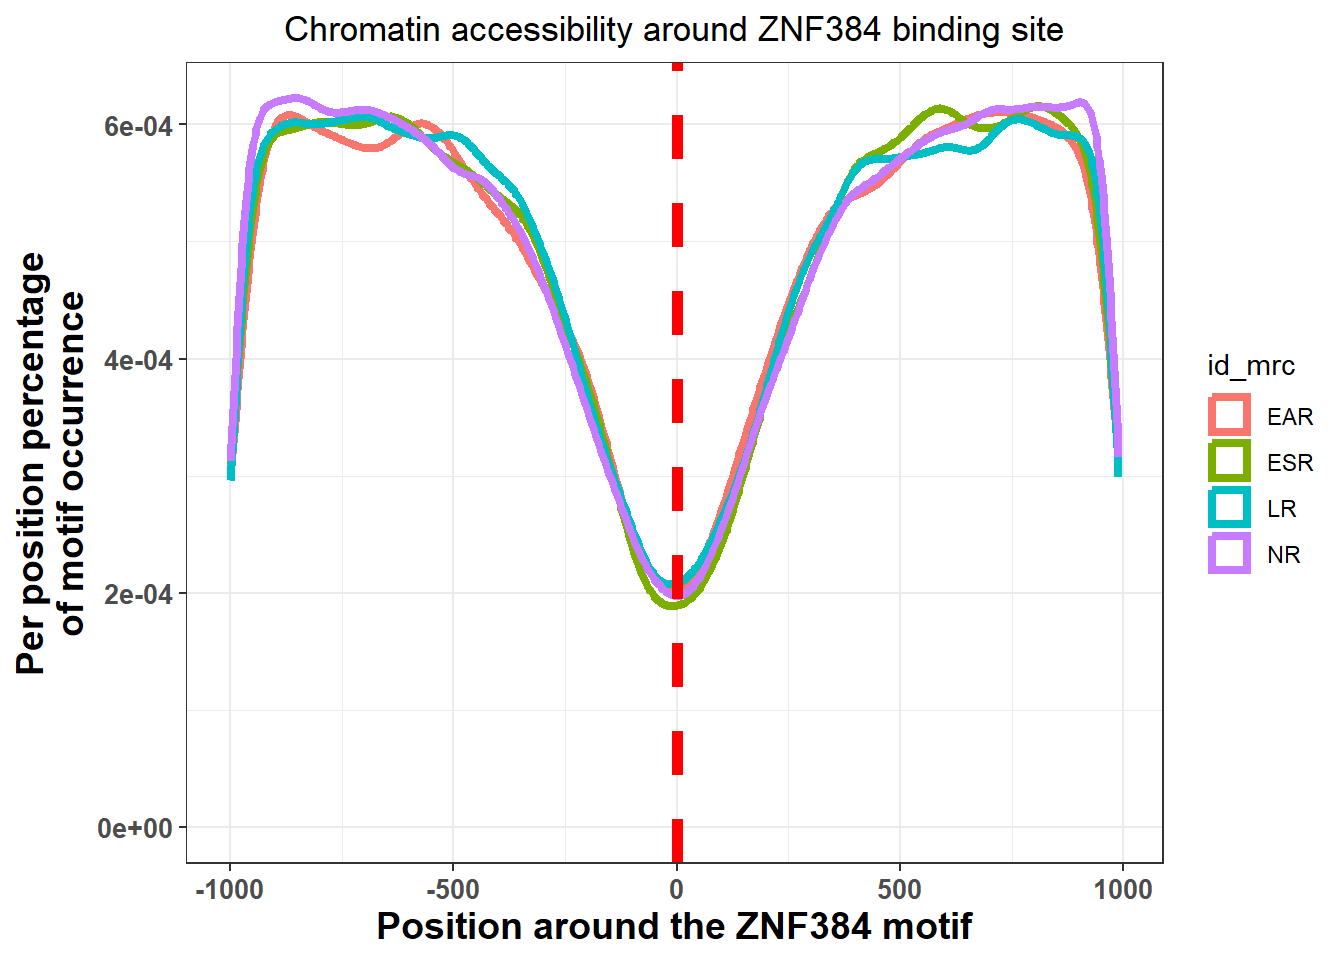 Chromatin accessibility around ZNF384 binding site
Per position percentage
of motif occurrence
6e-04
4e-04
2e-04
0e+00
-1000
-500
0
500
1000
Position around the ZNF384 motif
id_mrc
EAR
ESR
LR
NR